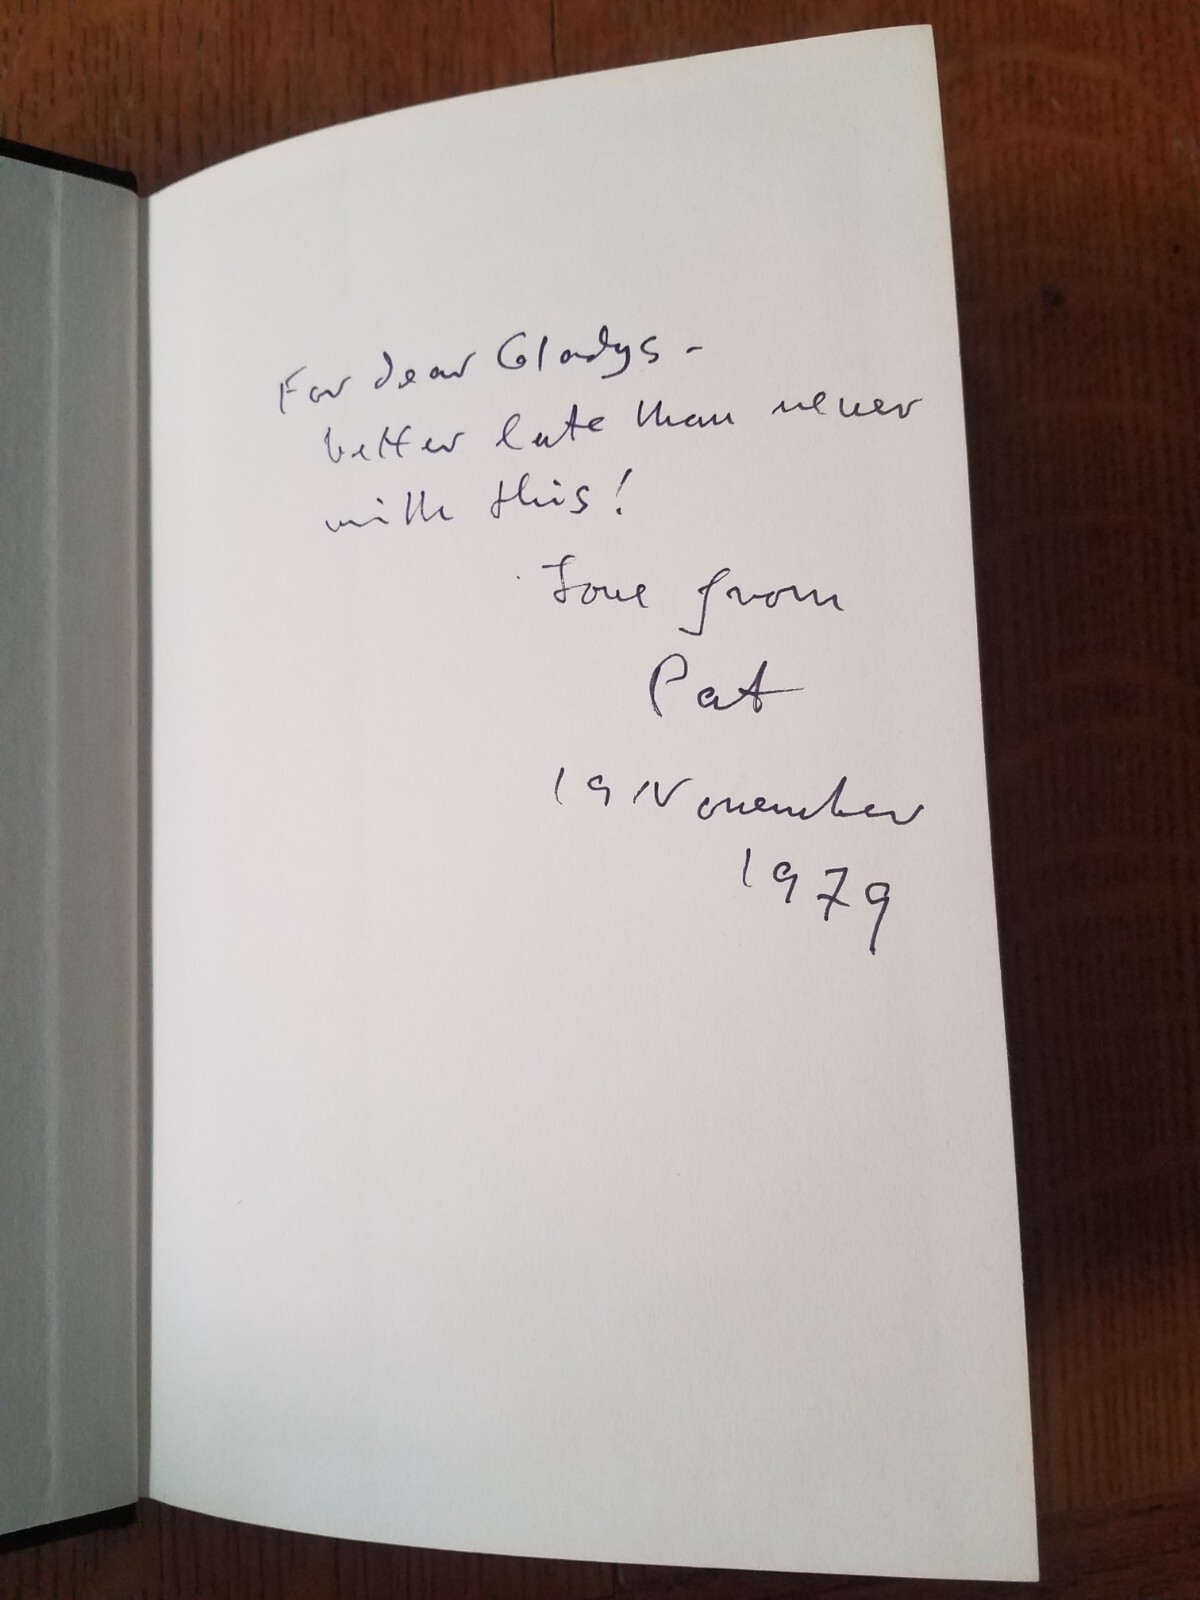 For dear Gladys -
better late than never
with this!
Love from
Pat
19 November
1979